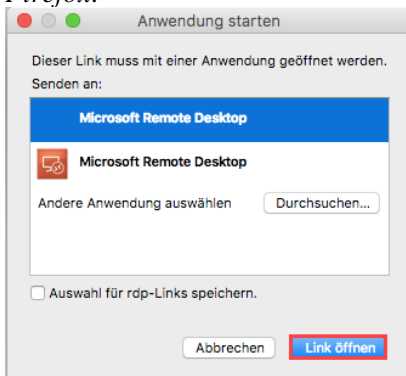 Firefox:
Anwendung starten
Dieser Link muss mit einer Anwendung geöffnet werden.
Senden an:
Microsoft Remote Desktop
Microsoft Remote Desktop
Andere Anwendung auswählen Durchsuchen...
Auswahl für rdp-Links speichern.
Abbrechen Link öffnen